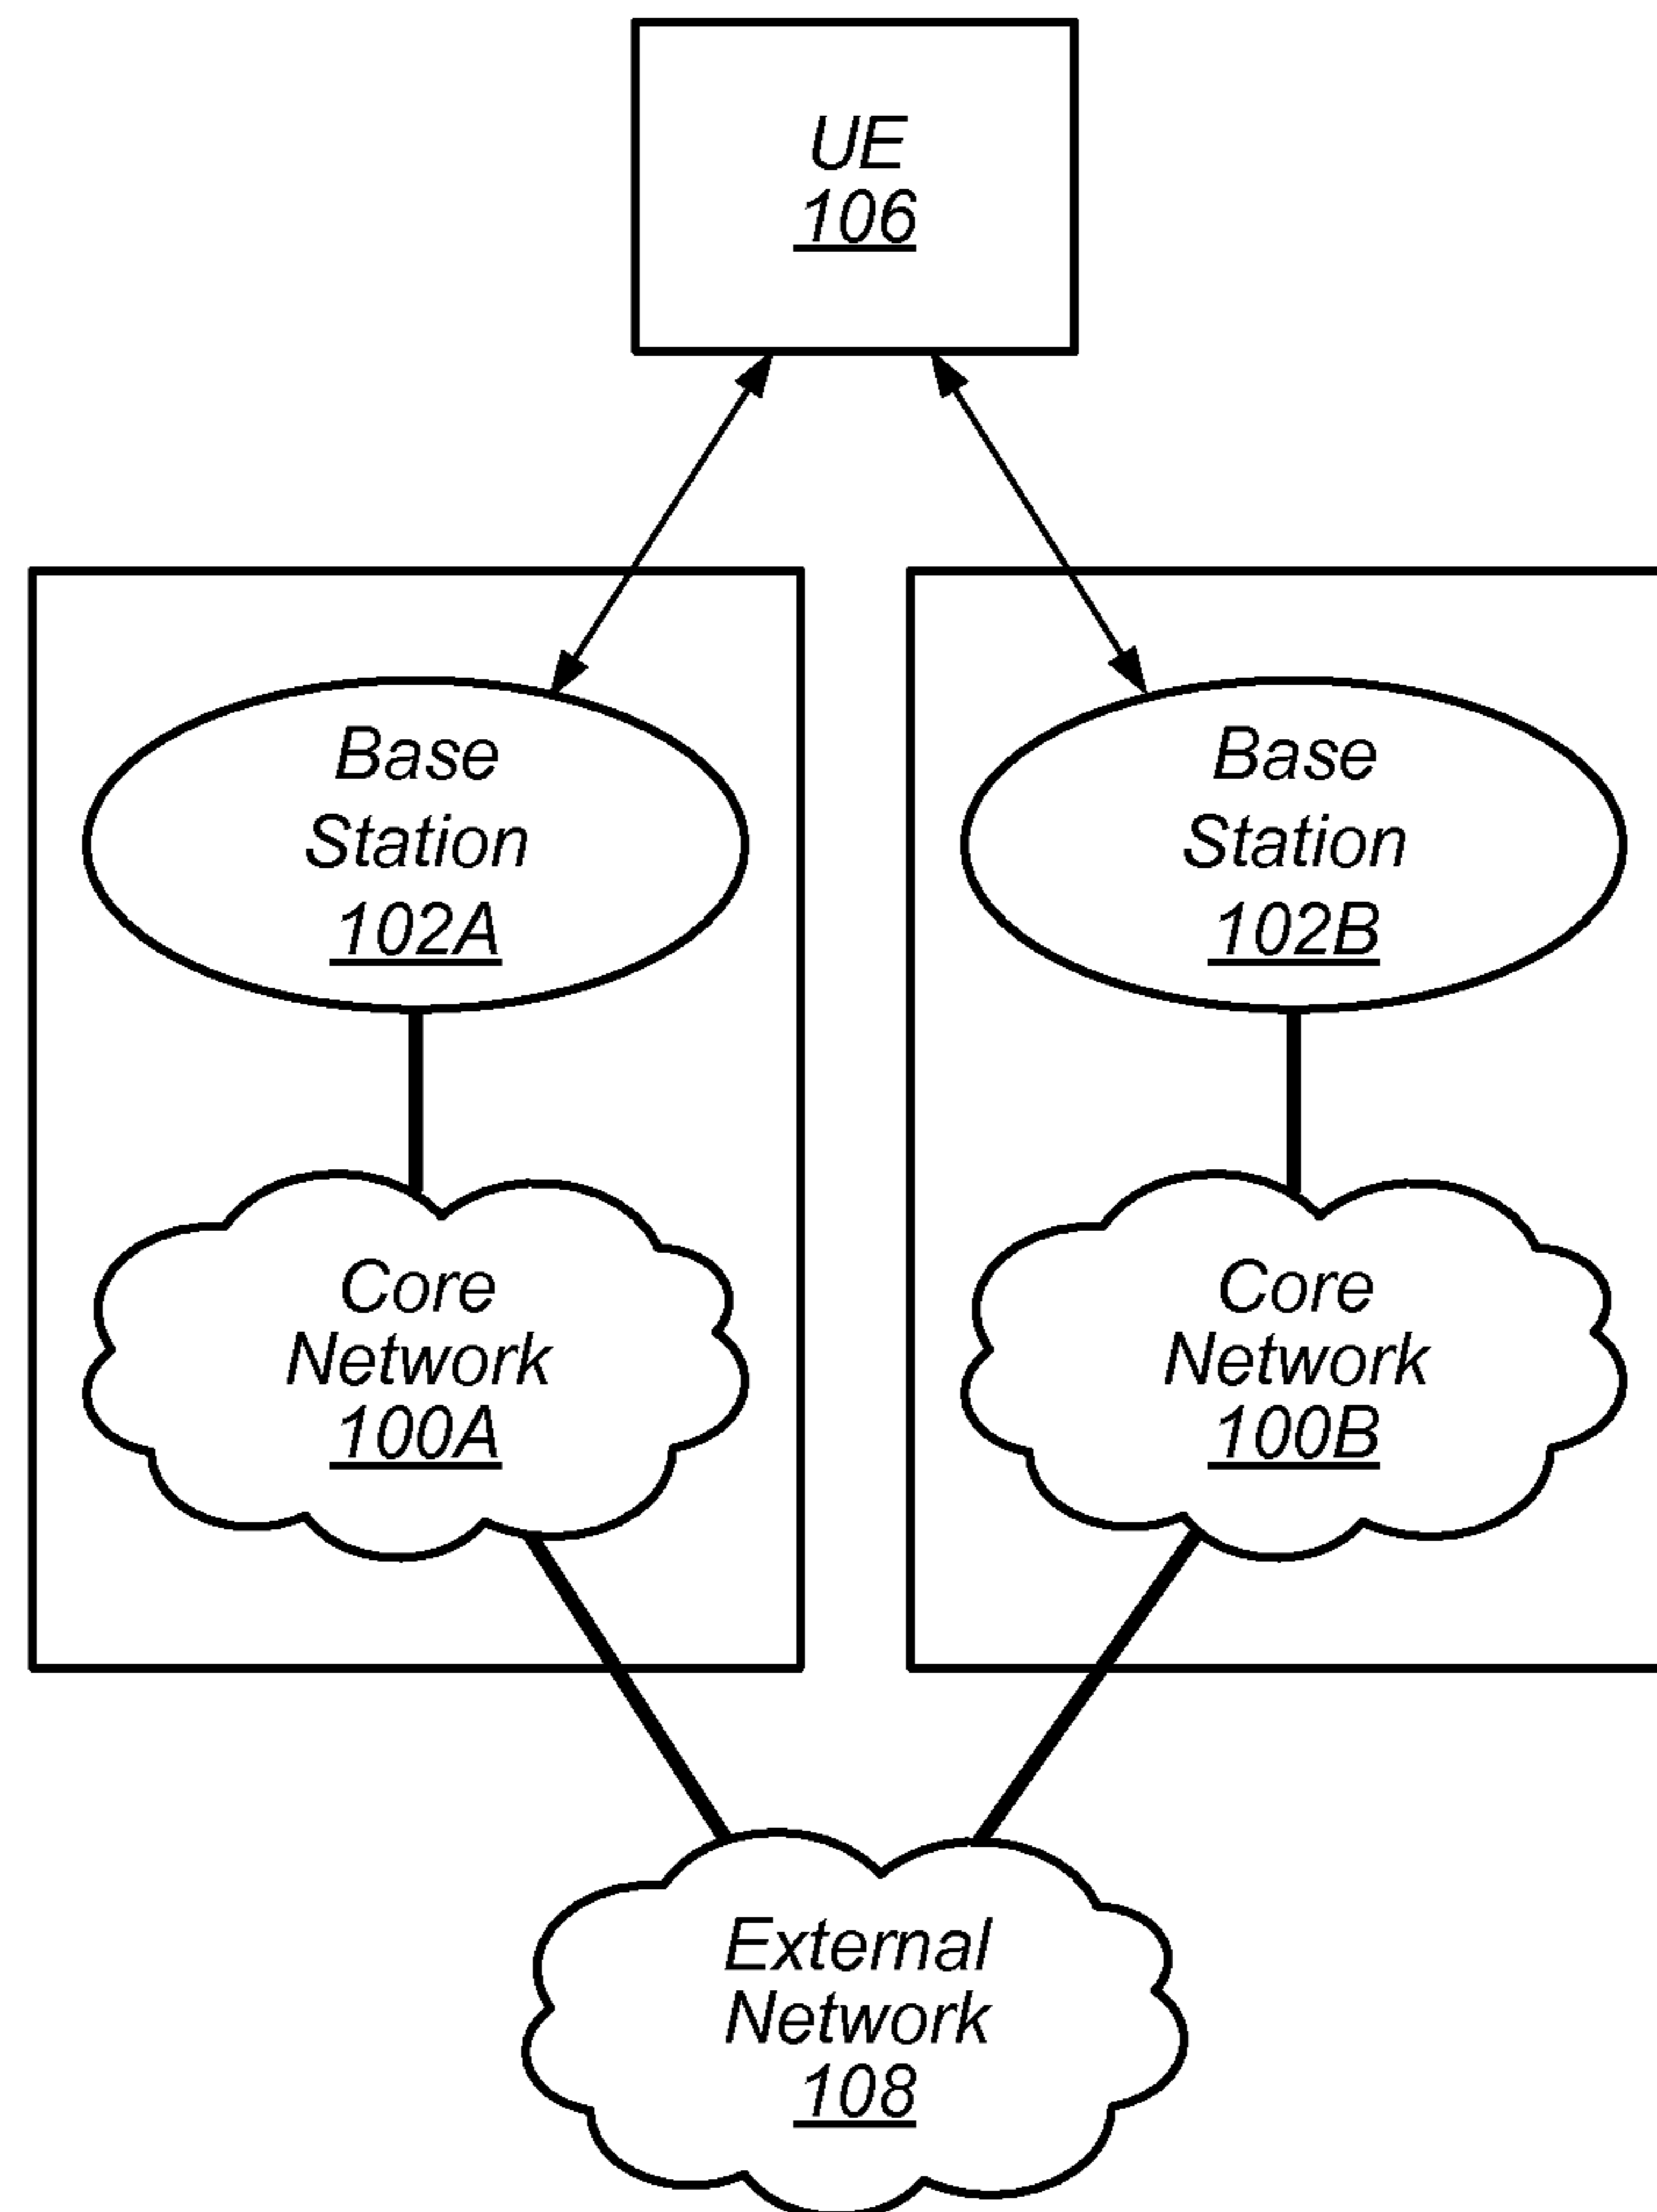 UE
106
Base
Station
102A
Base
Station
102B
Core
Network
100A
Core
Network
100B
External
Network
108